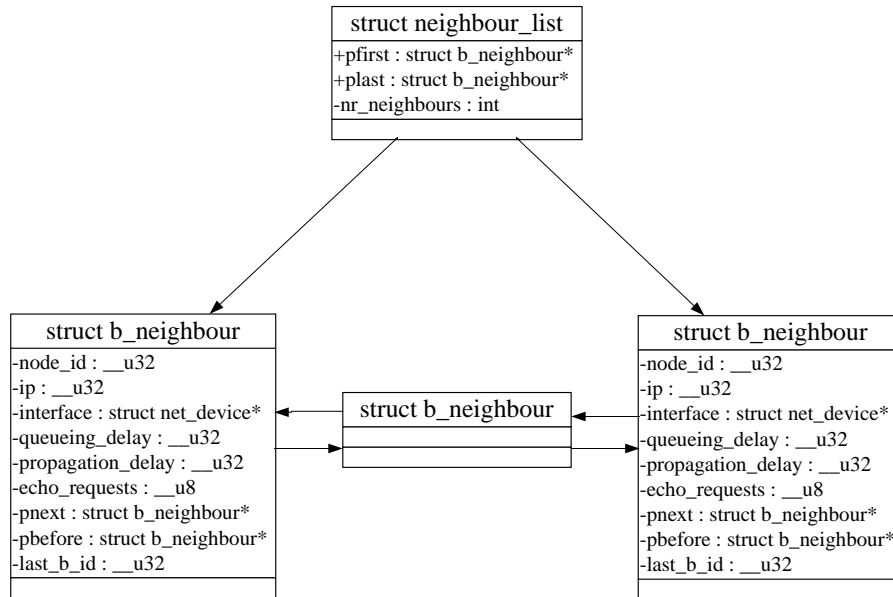 struct neighbour_list
+pfirst : struct b_neighbour*
+plast : struct b_neighbour*
-nr_neighbours : int
struct b_neighbour
-node_id : __u32
-ip : __u32
-interface : struct net_device*
-queueing_delay : __u32
-propagation_delay : __u32
-echo_requests : __u8
-pnext : struct b_neighbour*
-pbefore : struct b_neighbour*
-last_b_id : __u32
struct b_neighbour
struct b_neighbour
-node_id : __u32
-ip : __u32
-interface : struct net_device*
-queueing_delay : __u32
-propagation_delay : __u32
-echo_requests : __u8
-pnext : struct b_neighbour*
-pbefore : struct b_neighbour*
-last_b_id : __u32